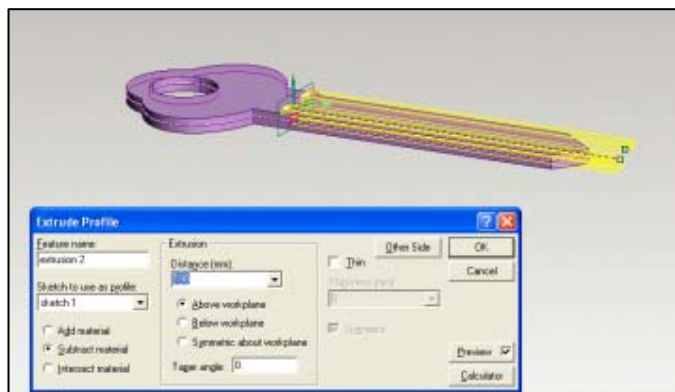 Extrude Profile
Feature name:
extrusion 2
Sketch to use as profile:
sketch 1
Add material
Subtract material
Intersect material
Extrusion
Distance (mm):
Above workplane
Below workplane
Symmetric about workplane
Taper angle: 0
Thin
Thickness (mm)
Other Side
OK
Cancel
Preview
Calculator